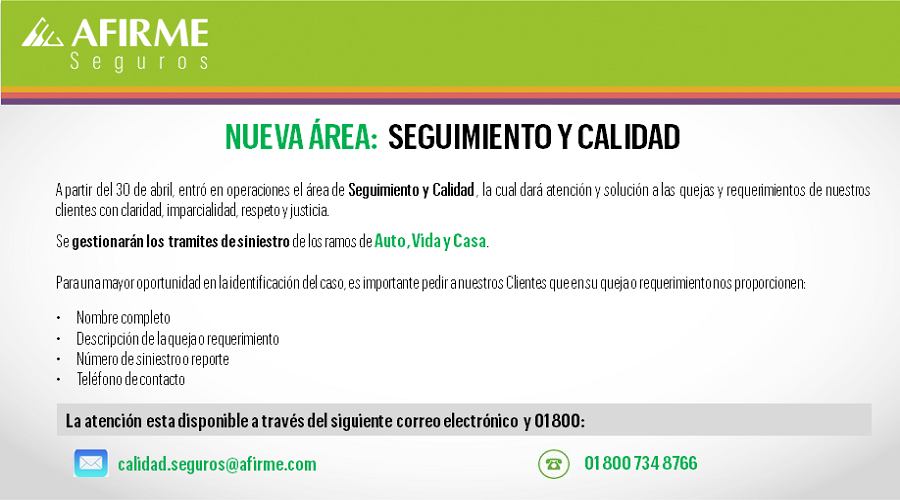 AFIRME
Seguros
NUEVA ÁREA: SEGUIMIENTO Y CALIDAD
A partir del 30 de abril, entró en operaciones el área de Seguimiento y Calidad, la cual dará atención y solución a las quejas y requerimientos de nuestros
clientes con claridad, imparcialidad, respeto y justicia.
Se gestionarán los tramites de siniestro de los ramos de Auto, Vida y Casa.
Para una mayor oportunidad en la identificación del caso, es importante pedir a nuestros Clientes que en su queja o requerimiento nos proporcionen:
• Nombre completo
• Descripción de la queja o requerimiento
• Número de siniestro o reporte
• Teléfono de contacto
La atención esta disponible a través del siguiente correo electrónico y 01800:
calidad.seguros@afirme.com
01 800 734 8766